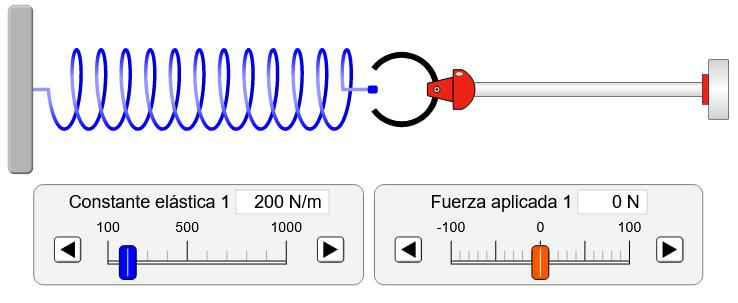 Constante elástica 1 200 N/m
100 500 1000
Fuerza aplicada 1 0 N
-100 0 100